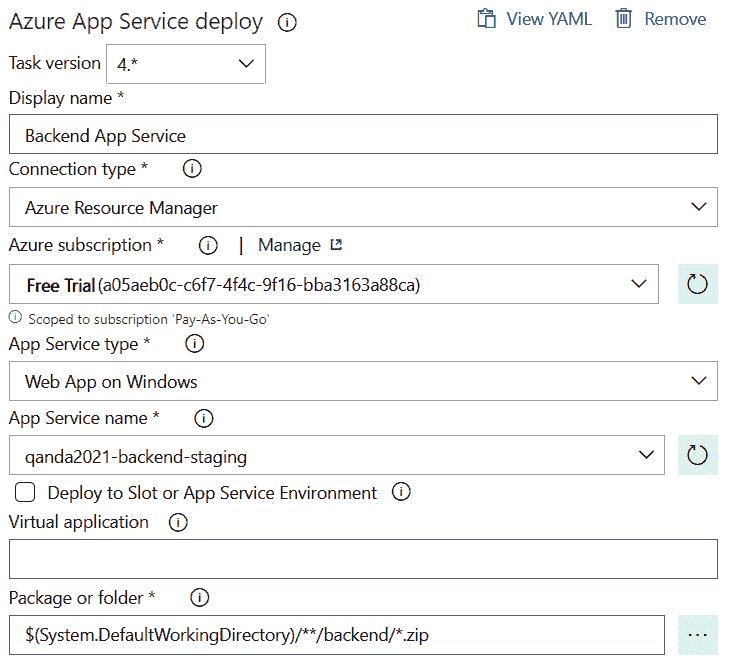 Azure App Service deploy
View YAML
Remove
Task version 4.*
Display name *
Backend App Service
Connection type *
Azure Resource Manager
Azure subscription * | Manage
Free Trial (a05aeb0c-c6f7-4f4c-9f16-bba3163a88ca)
Scoped to subscription 'Pay-As-You-Go'
App Service type *
Web App on Windows
App Service name *
qanda2021-backend-staging
Deploy to Slot or App Service Environment
Virtual application
Package or folder *
$(System.DefaultWorkingDirectory)/**/backend/*.zip